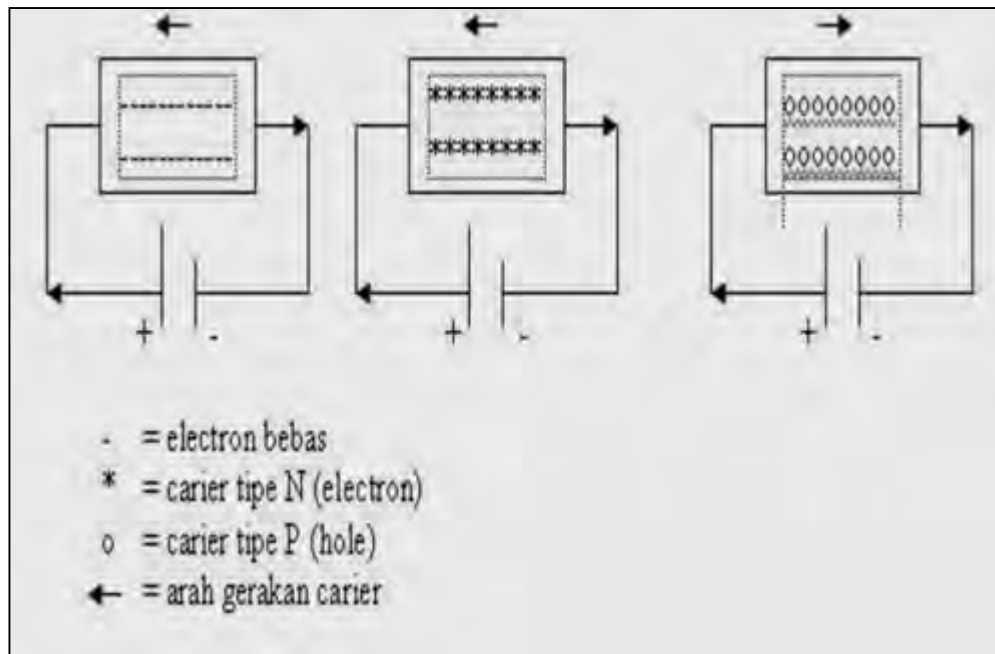 + -
+ -
+ -
- = electron bebas
* = carier tipe N (electron)
o = carier tipe P (hole)
← = arah gerakan carier